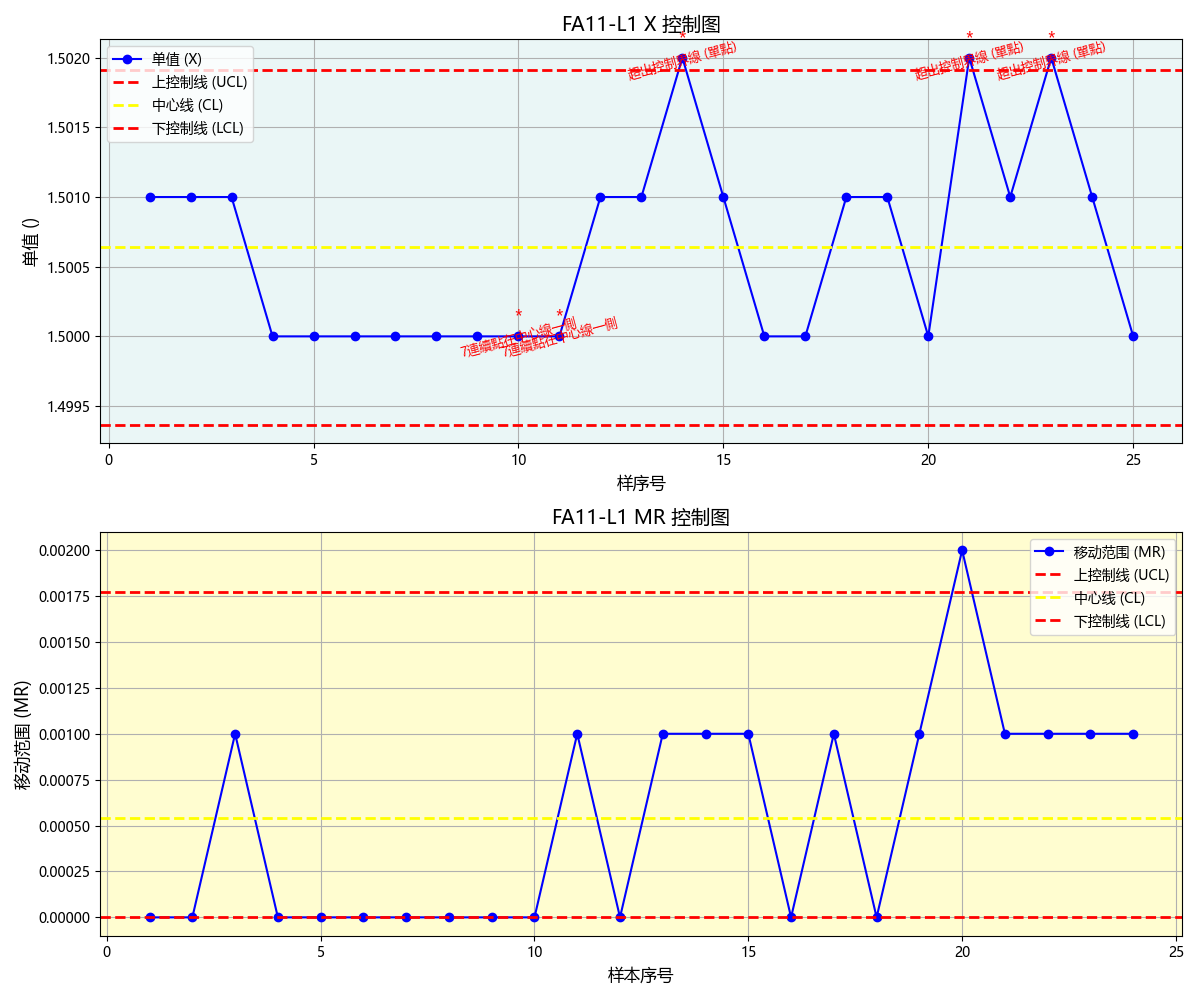 FA11-L1 X 控制图
单值 (X)
上控制线 (UCL)
中心线 (CL)
下控制线 (LCL)
*
*
*
超出控制界線 (單點)
超出控制界線 (單點)
超出控制界線 (單點)
*
*
7連續點在中心線一側
7連續點在中心線一側
单值 ()
1.5020
1.5015
1.5010
1.5005
1.5000
1.4995
0
5
10
15
20
25
样序号
FA11-L1 MR 控制图
移动范围 (MR)
上控制线 (UCL)
中心线 (CL)
下控制线 (LCL)
移动范围 (MR)
0.00200
0.00175
0.00150
0.00125
0.00100
0.00075
0.00050
0.00025
0.00000
0
5
10
15
20
25
样本序号